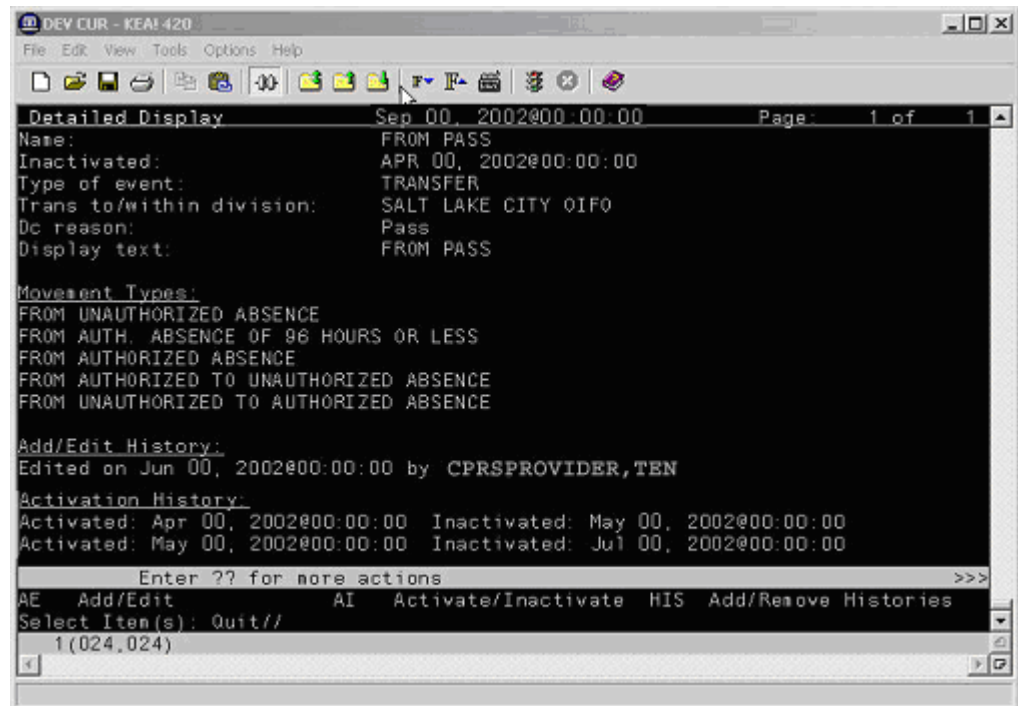 DEV CUR - KEA! 420
File Edit View Tools Options Help
Detailed Display Sep 00, 2002@00:00:00 Page: 1 of 1
Name: FROM PASS
Inactivated: APR 00, 2002@00:00:00
Type of event: TRANSFER
Trans to/within division: SALT LAKE CITY OIFO
Dc reason: Pass
Display text: FROM PASS
Movement Types:
FROM UNAUTHORIZED ABSENCE
FROM AUTH. ABSENCE OF 96 HOURS OR LESS
FROM AUTHORIZED ABSENCE
FROM AUTHORIZED TO UNAUTHORIZED ABSENCE
FROM UNAUTHORIZED TO AUTHORIZED ABSENCE
Add/Edit History:
Edited on Jun 00, 2002@00:00:00 by CPRSPROVIDER,TEN
Activation History:
Activated: Apr 00, 2002@00:00:00 Inactivated: May 00, 2002@00:00:00
Activated: May 00, 2002@00:00:00 Inactivated: Jul 00, 2002@00:00:00
Enter ?? for more actions >>>
AE Add/Edit AI Activate/Inactivate HIS Add/Remove Histories
Select Item(s): Quit//
1(024,024)